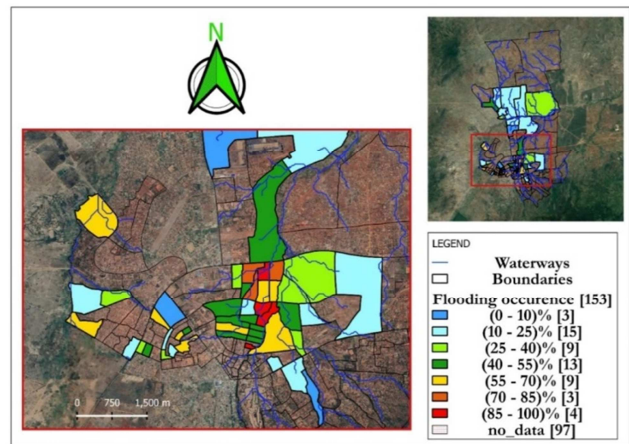 N
LEGEND
Waterways
Boundaries
Flooding occurence [153]
(0 - 10)% [3]
(10 - 25)% [15]
(25 - 40)% [9]
(40 - 55)% [13]
(55 - 70)% [9]
(70 - 85)% [3]
(85 - 100)% [4]
no_data [97]
0 750 1,500 m